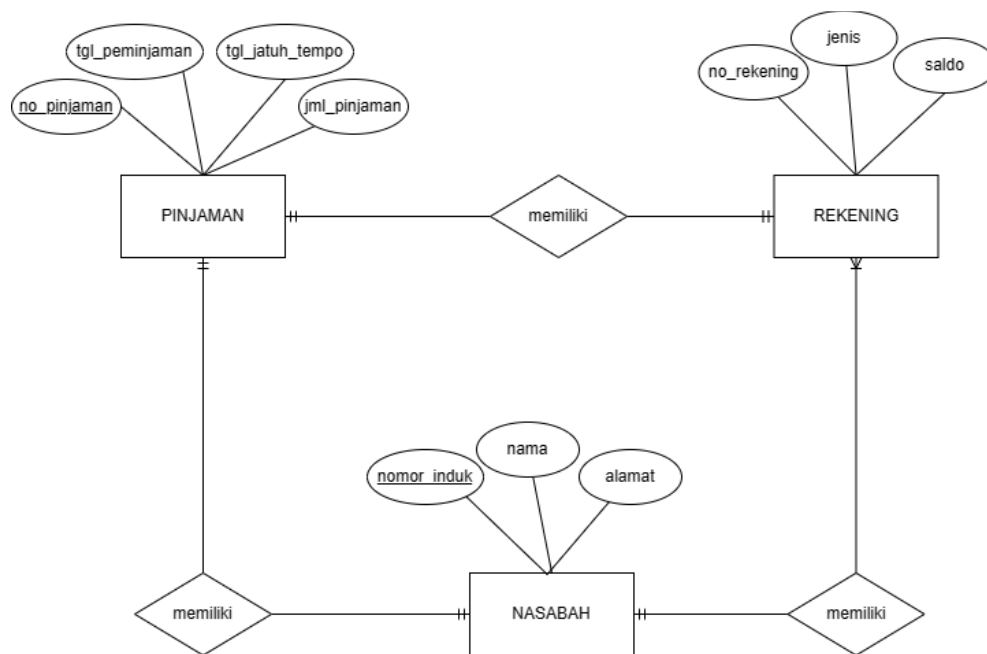 tgl_peminjaman
tgl_jatuh_tempo
no_pinjaman
jml_pinjaman
jenis
no_rekening
saldo
PINJAMAN
memiliki
REKENING
nama
nomor_induk
alamat
memiliki
NASABAH
memiliki